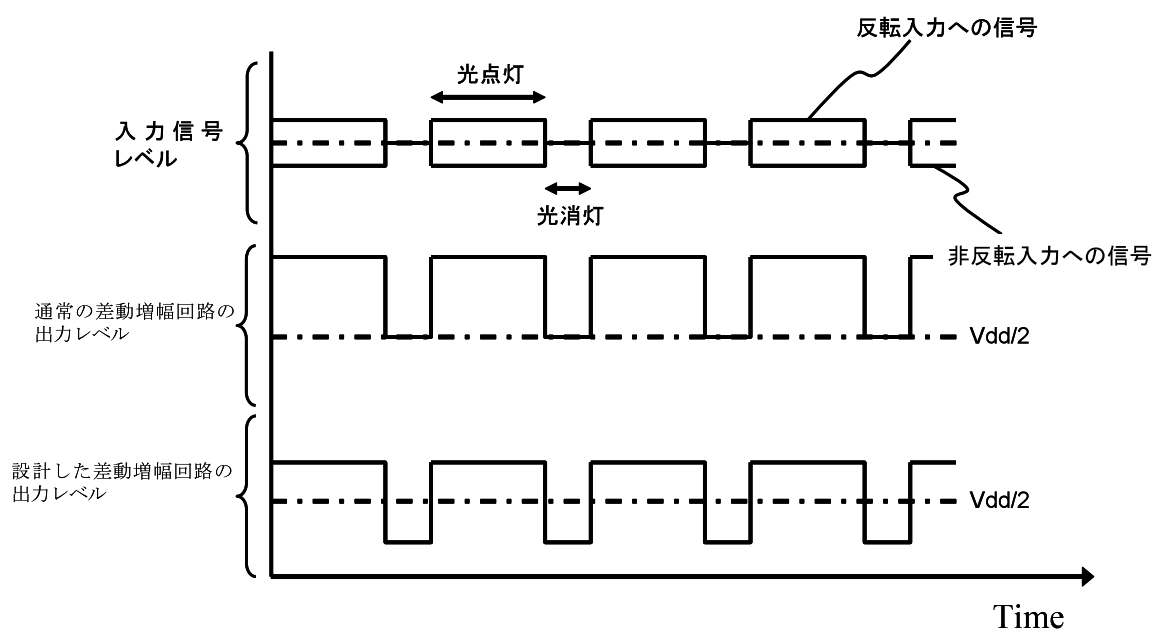 反転入力への信号
光点灯
入力信号
レベル
光消灯
非反転入力への信号
通常の差動増幅回路の
出力レベル
Vdd/2
設計した差動増幅回路の
出力レベル
Vdd/2
Time